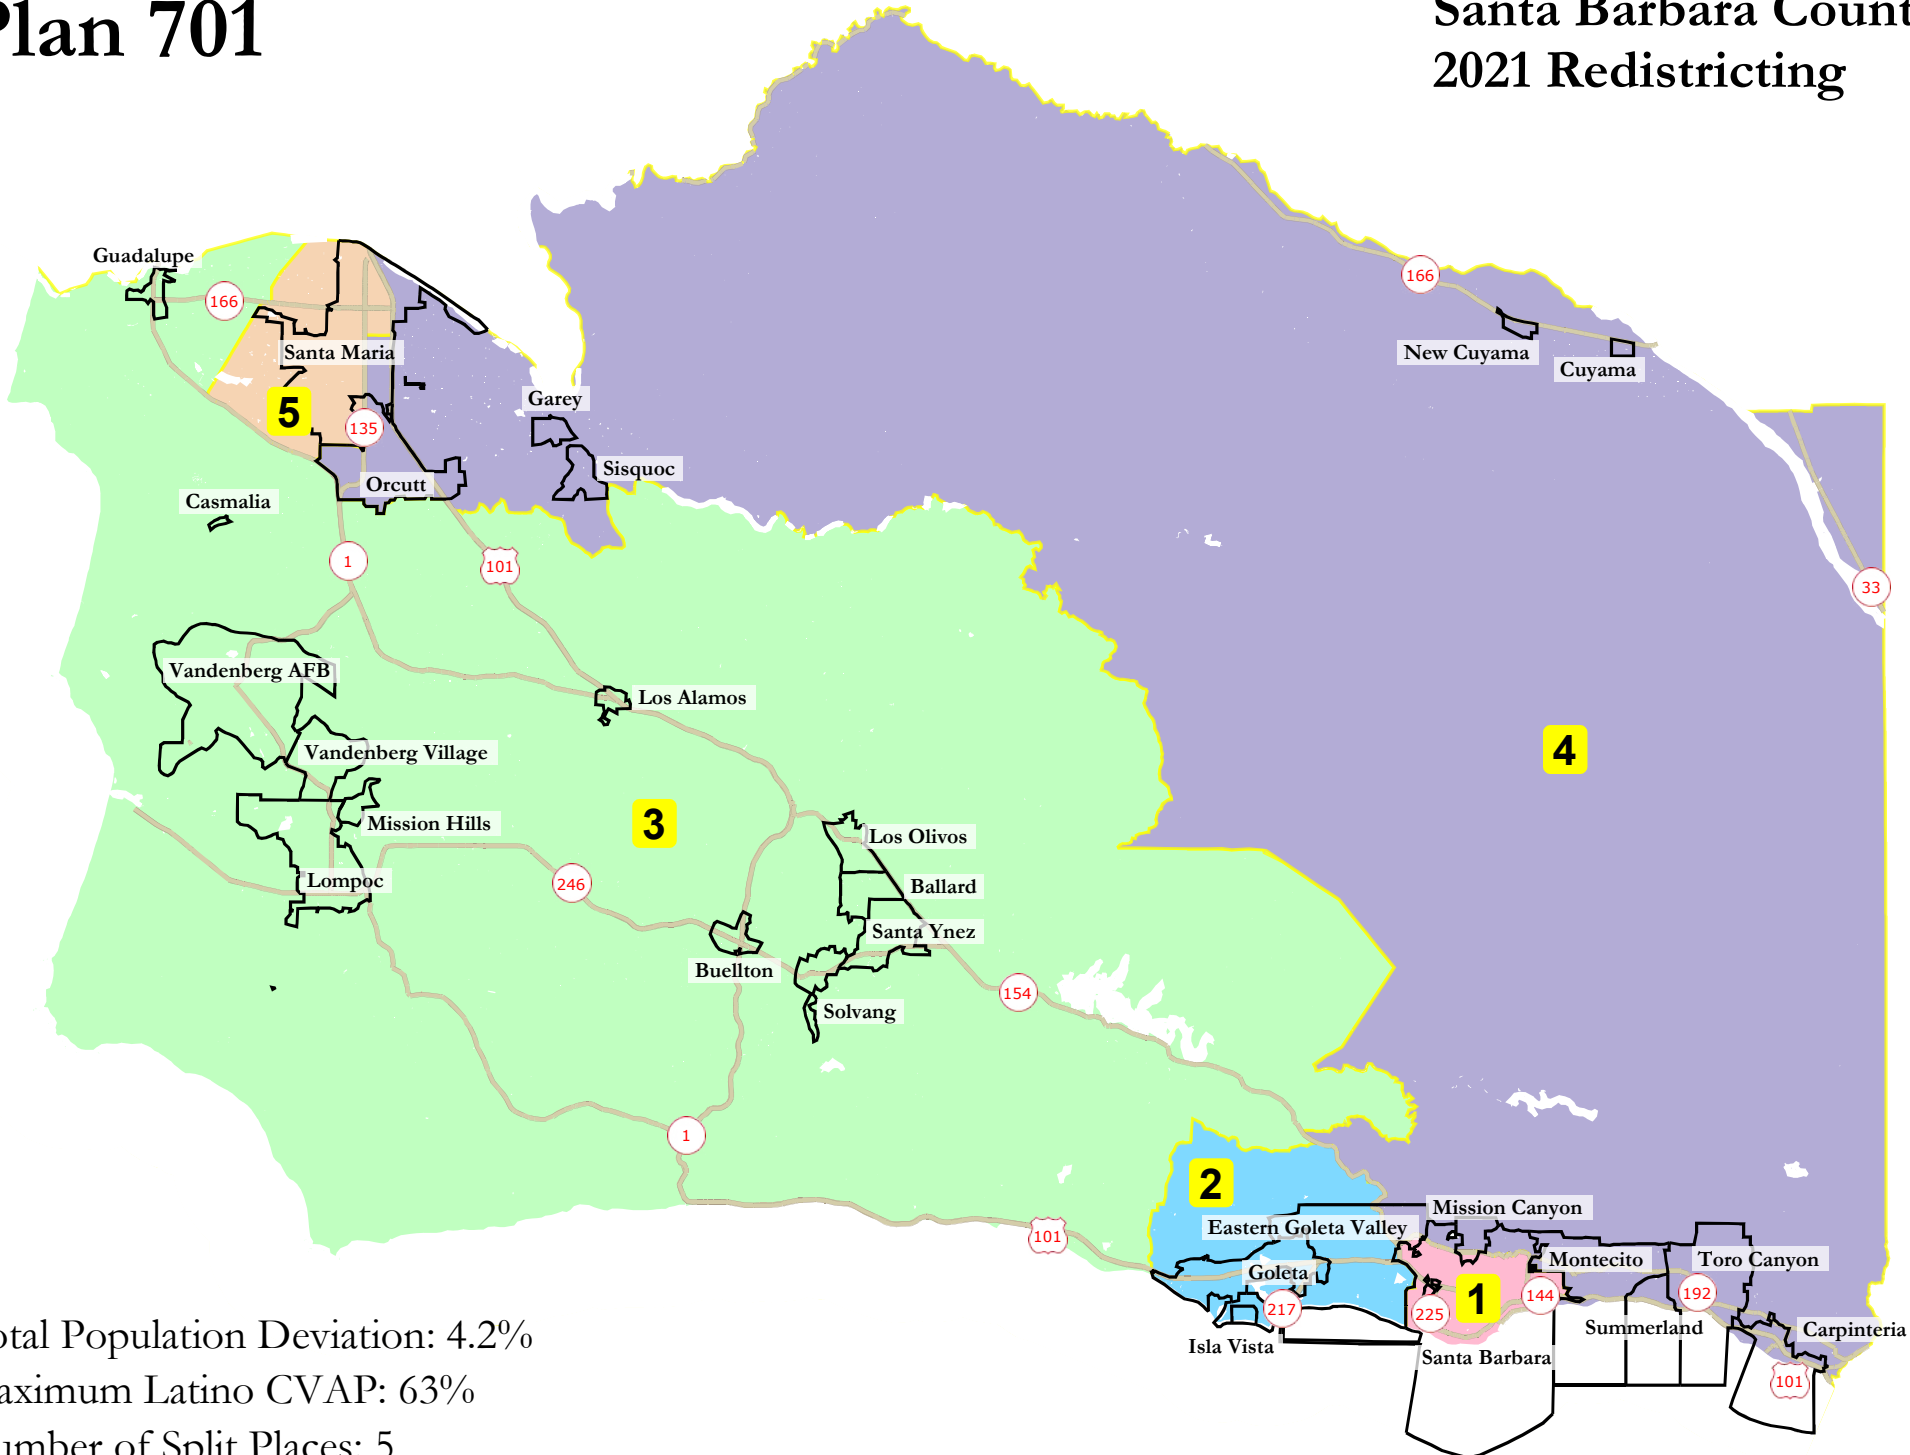 Plan 701
Santa Barbara Count
2021 Redistricting
Guadalupe
166
166
Santa Maria
New Cuyama
Cuyama
5
135
Garey
Sisquoc
Orcutt
Casmalia
1
101
33
Vandenberg AFB
Los Alamos
Vandenberg Village
4
3
Mission Hills
Los Olivos
Lompoc
246
Ballard
Santa Ynez
Buellton
154
Solvang
1
2
Mission Canyon
Eastern Goleta Valley
101
Montecito
Toro Canyon
Goleta
217
225
1
144
192
Summerland
Carpinteria
Isla Vista
Santa Barbara
101
otal Population Deviation: 4.2%
aximum Latino CVAP: 63%
umber of Split Places: 5